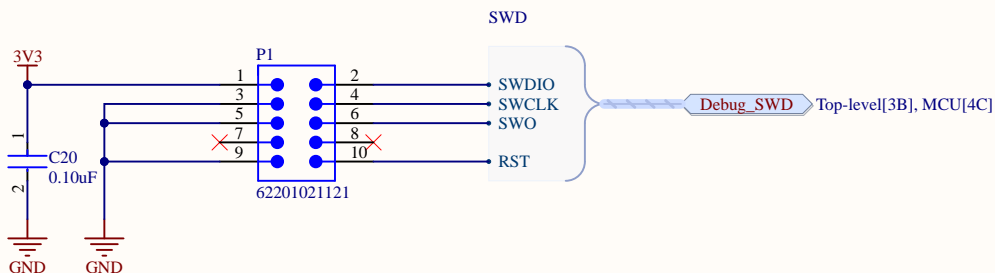 SWD
3V3
P1
1 2 SWDIO
3 4 SWCLK
5 6 SWO
7 8
9 10 RST
Debug_SWD Top-level[3B], MCU[4C]
1
C20
0.10uF
2
62201021121
GND GND